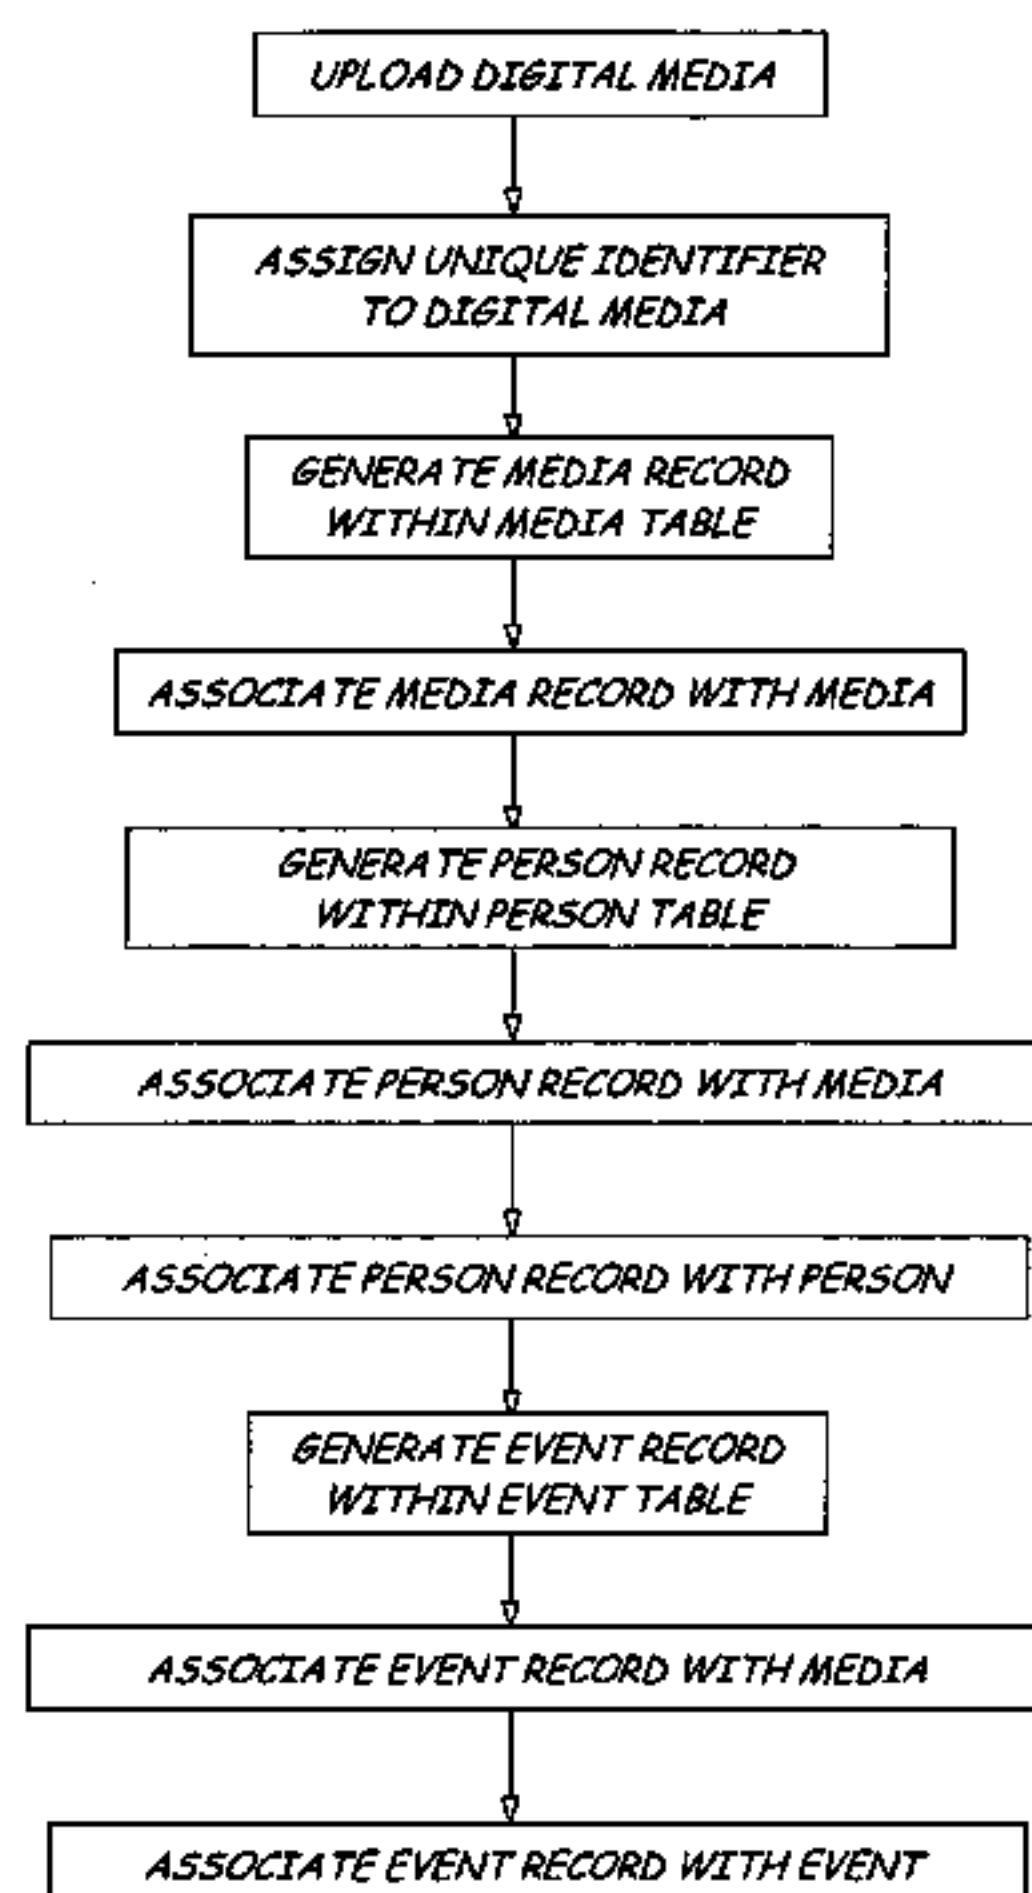 UPLOAD DIGITAL MEDIA
ASSIGN UNIQUE IDENTIFIER
TO DIGITAL MEDIA
GENERATE MEDIA RECORD
WITHIN MEDIA TABLE
ASSOCIATE MEDIA RECORD WITH MEDIA
GENERATE PERSON RECORD
WITHIN PERSON TABLE
ASSOCIATE PERSON RECORD WITH MEDIA
ASSOCIATE PERSON RECORD WITH PERSON
GENERATE EVENT RECORD
WITHIN EVENT TABLE
ASSOCIATE EVENT RECORD WITH MEDIA
ASSOCIATE EVENT RECORD WITH EVENT